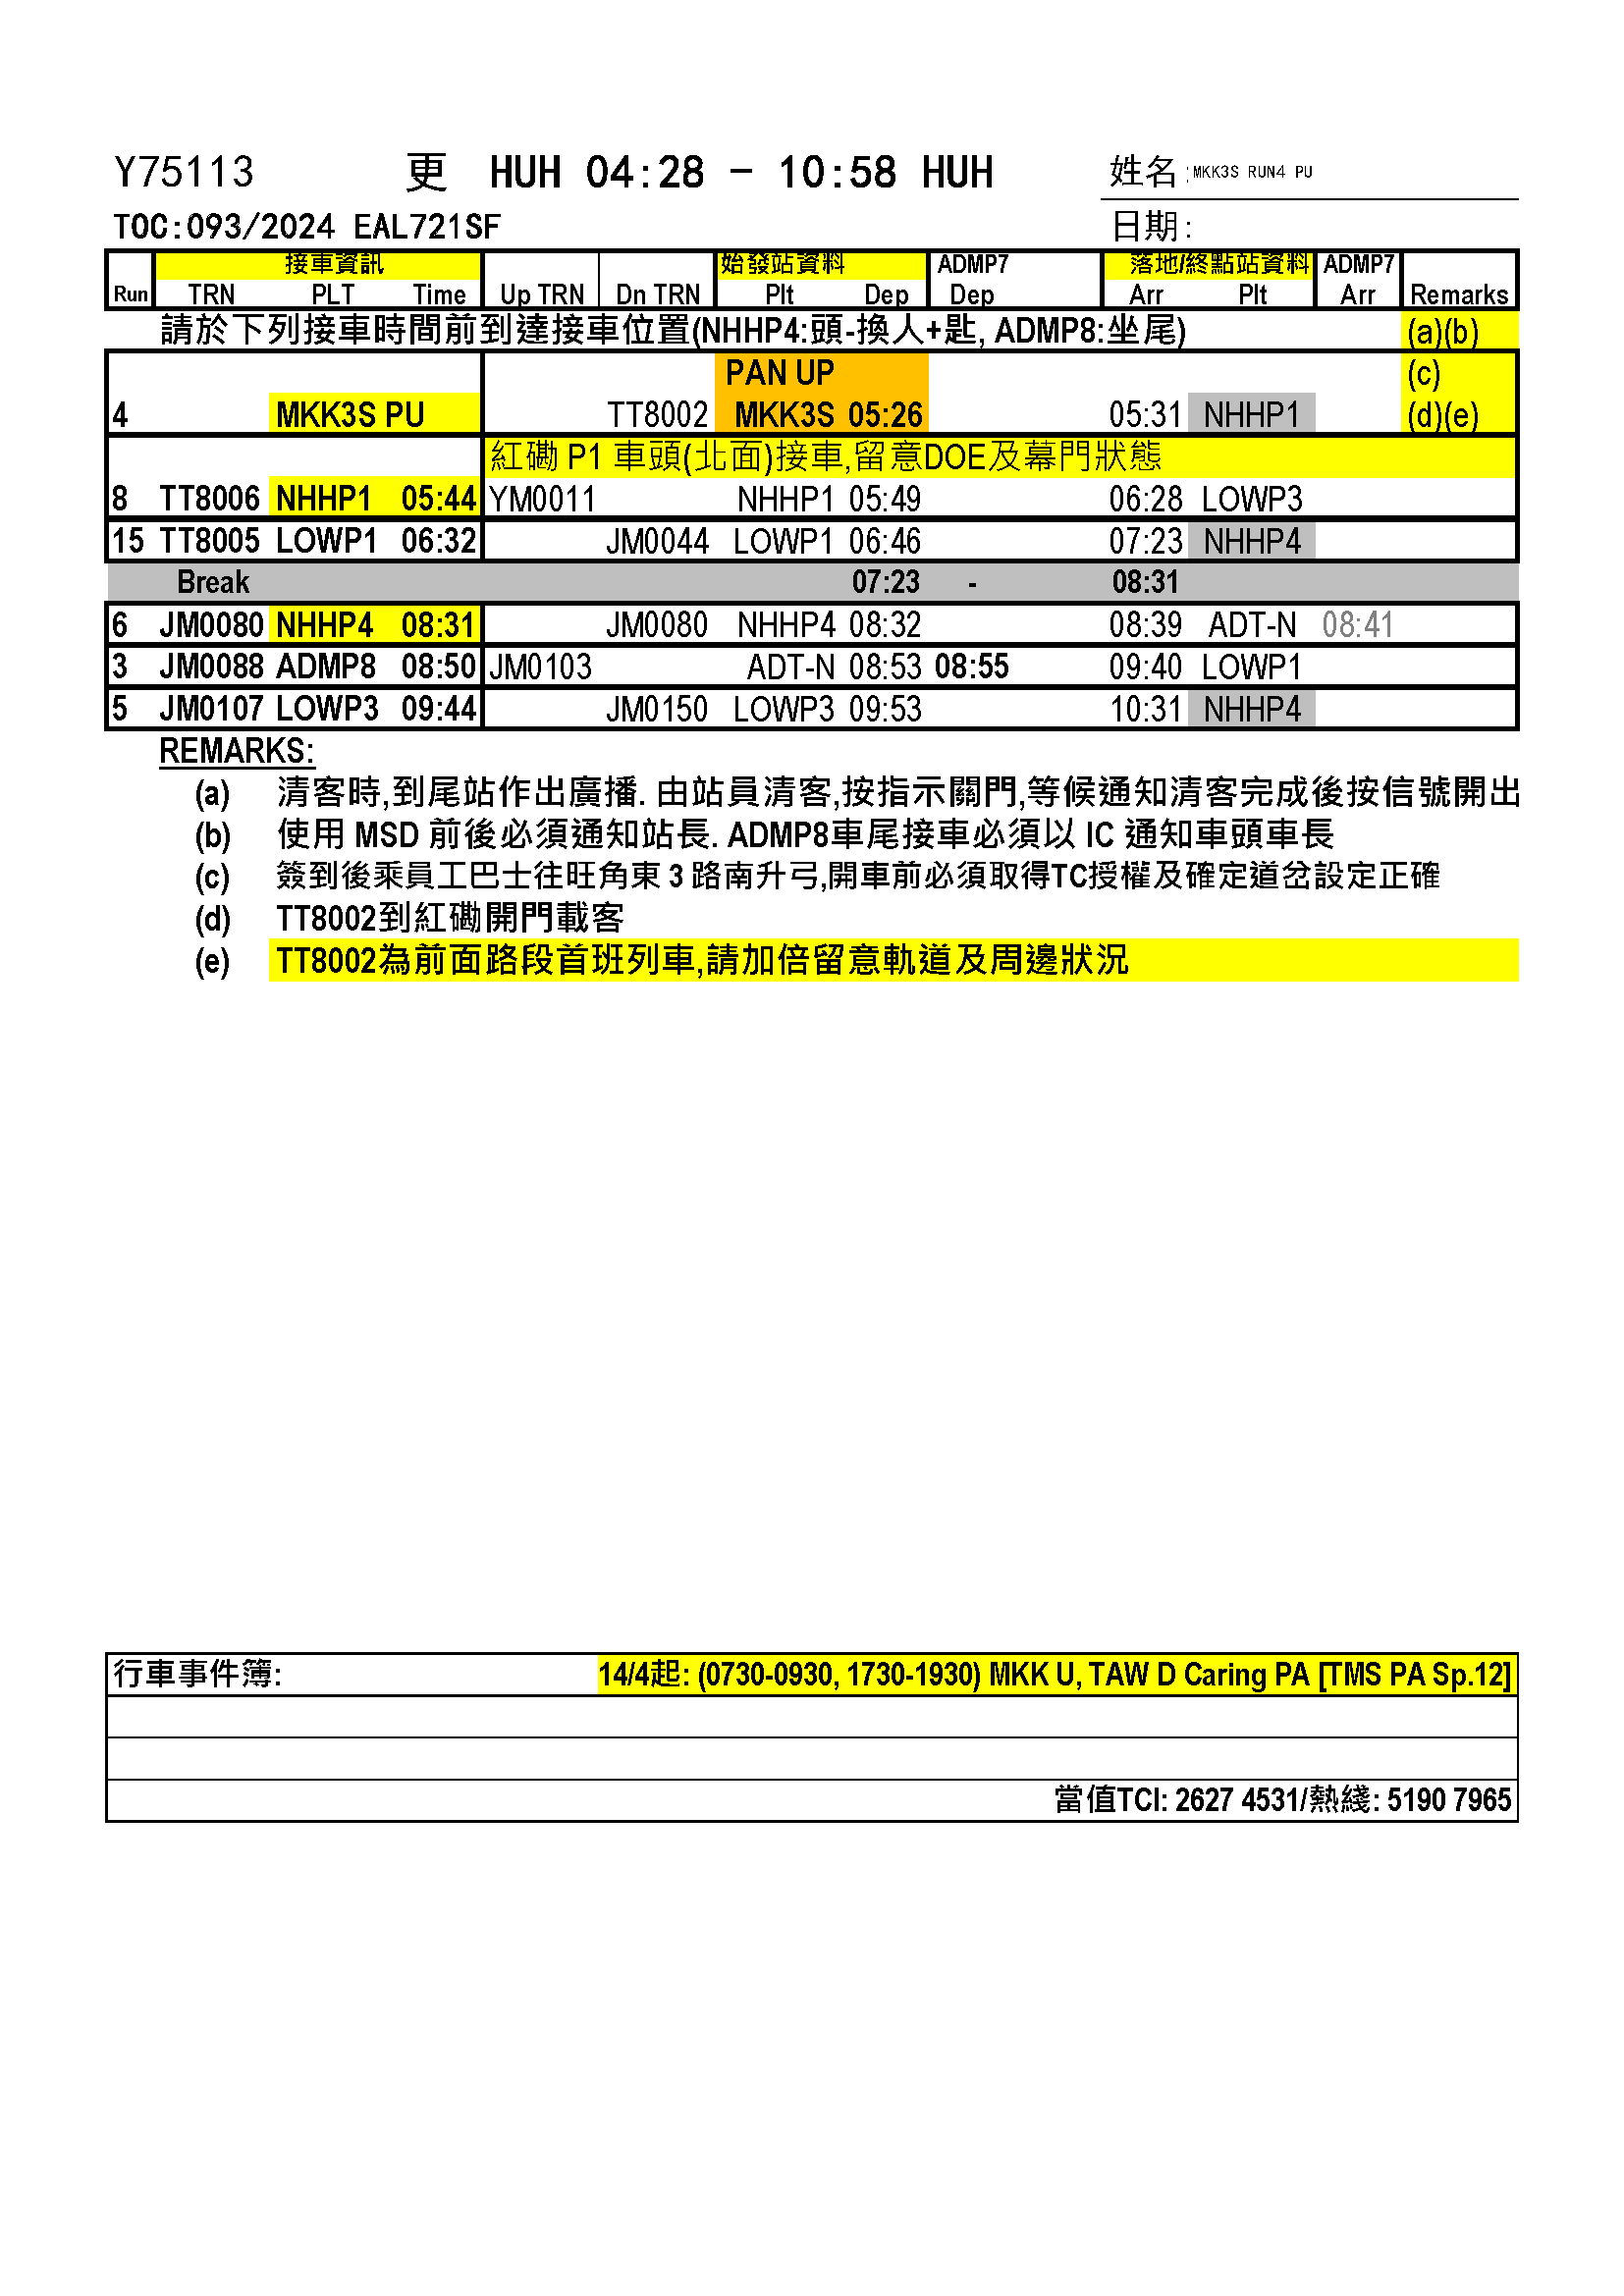 Y75113 更 HUH 04:28 - 10:58 HUH 姓名:MKK3S RUN4 PU
TOC:093/2024 EAL721SF 日期:
接車資訊 始發站資料 ADMP7 落地/終點站資料 ADMP7
Run TRN PLT Time Up TRN Dn TRN Plt Dep Dep Arr Plt Arr Remarks
請於下列接車時間前到達接車位置(NHHP4:頭-換人+匙, ADMP8:坐尾) (a)(b)
PAN UP (c)
4 MKK3S PU TT8002 MKK3S 05:26 05:31 NHHP1 (d)(e)
紅磡 P1 車頭(北面)接車,留意DOE及幕門狀態
8 TT8006 NHHP1 05:44 YM0011 NHHP1 05:49 06:28 LOWP3
15 TT8005 LOWP1 06:32 JM0044 LOWP1 06:46 07:23 NHHP4
Break 07:23 - 08:31
6 JM0080 NHHP4 08:31 JM0080 NHHP4 08:32 08:39 ADT-N 08:41
3 JM0088 ADMP8 08:50 JM0103 ADT-N 08:53 08:55 09:40 LOWP1
5 JM0107 LOWP3 09:44 JM0150 LOWP3 09:53 10:31 NHHP4
REMARKS:
(a) 清客時,到尾站作出廣播. 由站員清客,按指示關門,等候通知清客完成後按信號開出
(b) 使用 MSD 前後必須通知站長. ADMP8車尾接車必須以 IC 通知車頭車長
(c) 簽到後乘員工巴士往旺角東 3 路南升弓,開車前必須取得TC授權及確定道岔設定正確
(d) TT8002到紅磡開門載客
(e) TT8002為前面路段首班列車,請加倍留意軌道及周邊狀況
行車事件簿: 14/4起: (0730-0930, 1730-1930) MKK U, TAW D Caring PA [TMS PA Sp.12]
當值TCI: 2627 4531/熱綫: 5190 7965